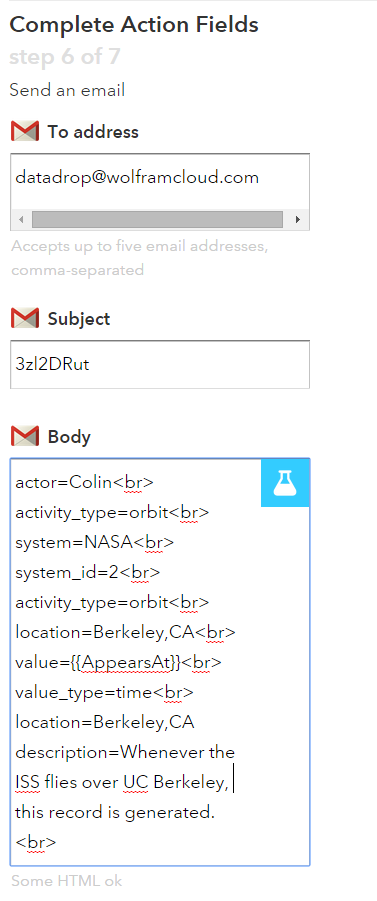 Complete Action Fields
step 6 of 7
Send an email
To address
datadrop@wolframcloud.com
Accepts up to five email addresses,
comma-separated
Subject
3zl2DRut
Body
actor=Colin<br>
activity_type=orbit<br>
system=NASA<br>
system_id=2<br>
activity_type=orbit<br>
location=Berkeley,CA<br>
value={{AppearsAt}}<br>
value_type=time<br>
location=Berkeley,CA
description=Whenever the
ISS flies over UC Berkeley,
this record is generated.
<br>
Some HTML ok